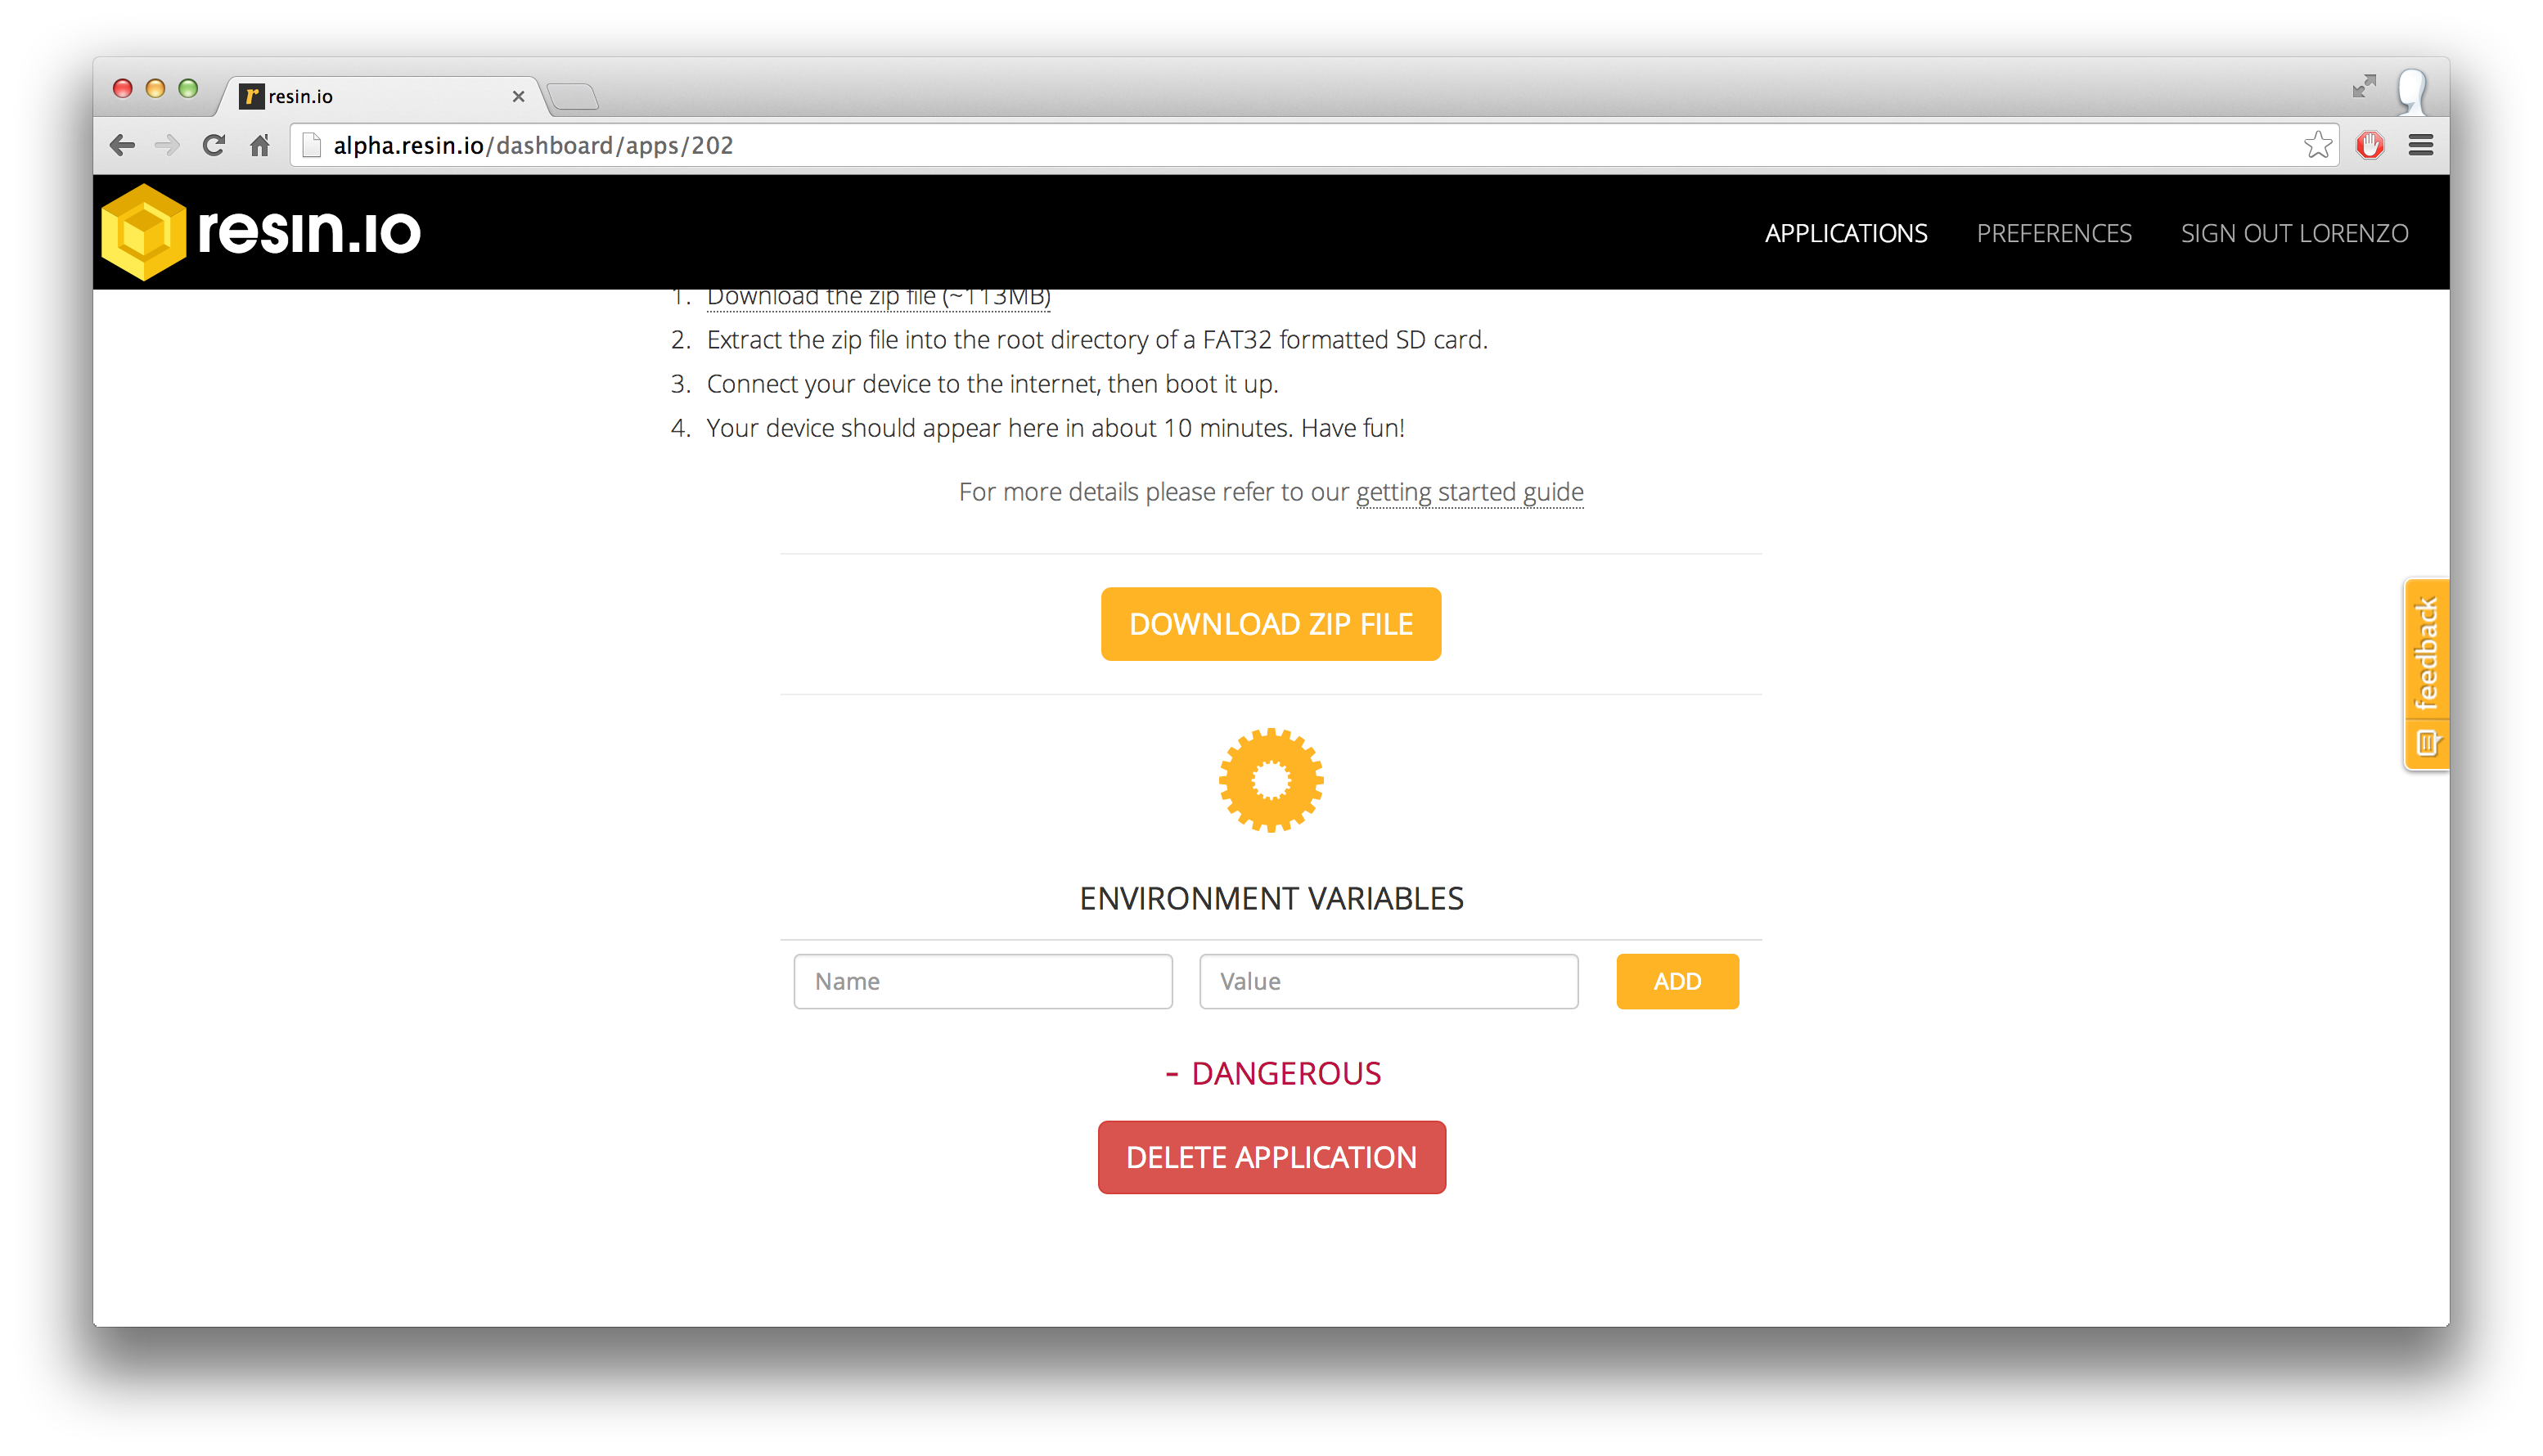 resin.io
alpha.resin.io/dashboard/apps/202
resin.io
APPLICATIONS
PREFERENCES
SIGN OUT LORENZO
1. Download the zip file (~113MB)
2. Extract the zip file into the root directory of a FAT32 formatted SD card.
3. Connect your device to the internet, then boot it up.
4. Your device should appear here in about 10 minutes. Have fun!
For more details please refer to our getting started guide
DOWNLOAD ZIP FILE
feedback
ENVIRONMENT VARIABLES
Name
Value
ADD
- DANGEROUS
DELETE APPLICATION